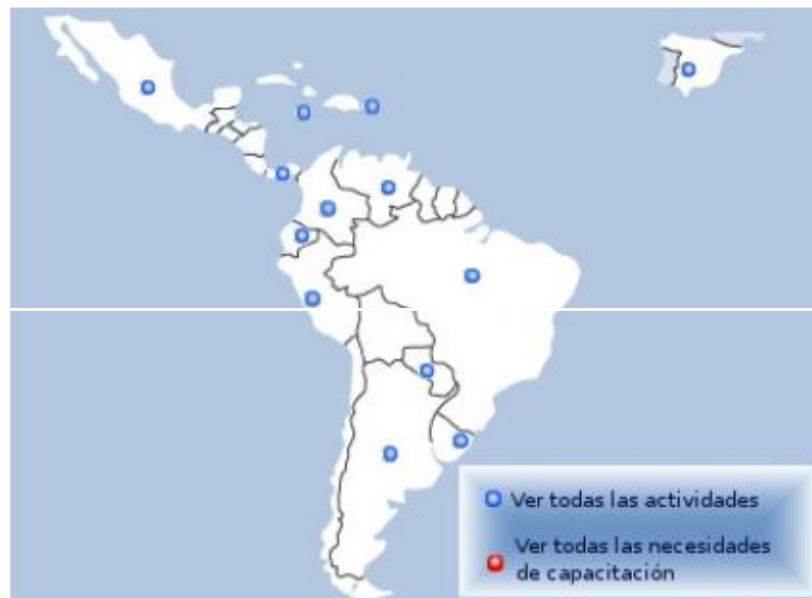 Ver todas las actividades
Ver todas las necesidades
de capacitación